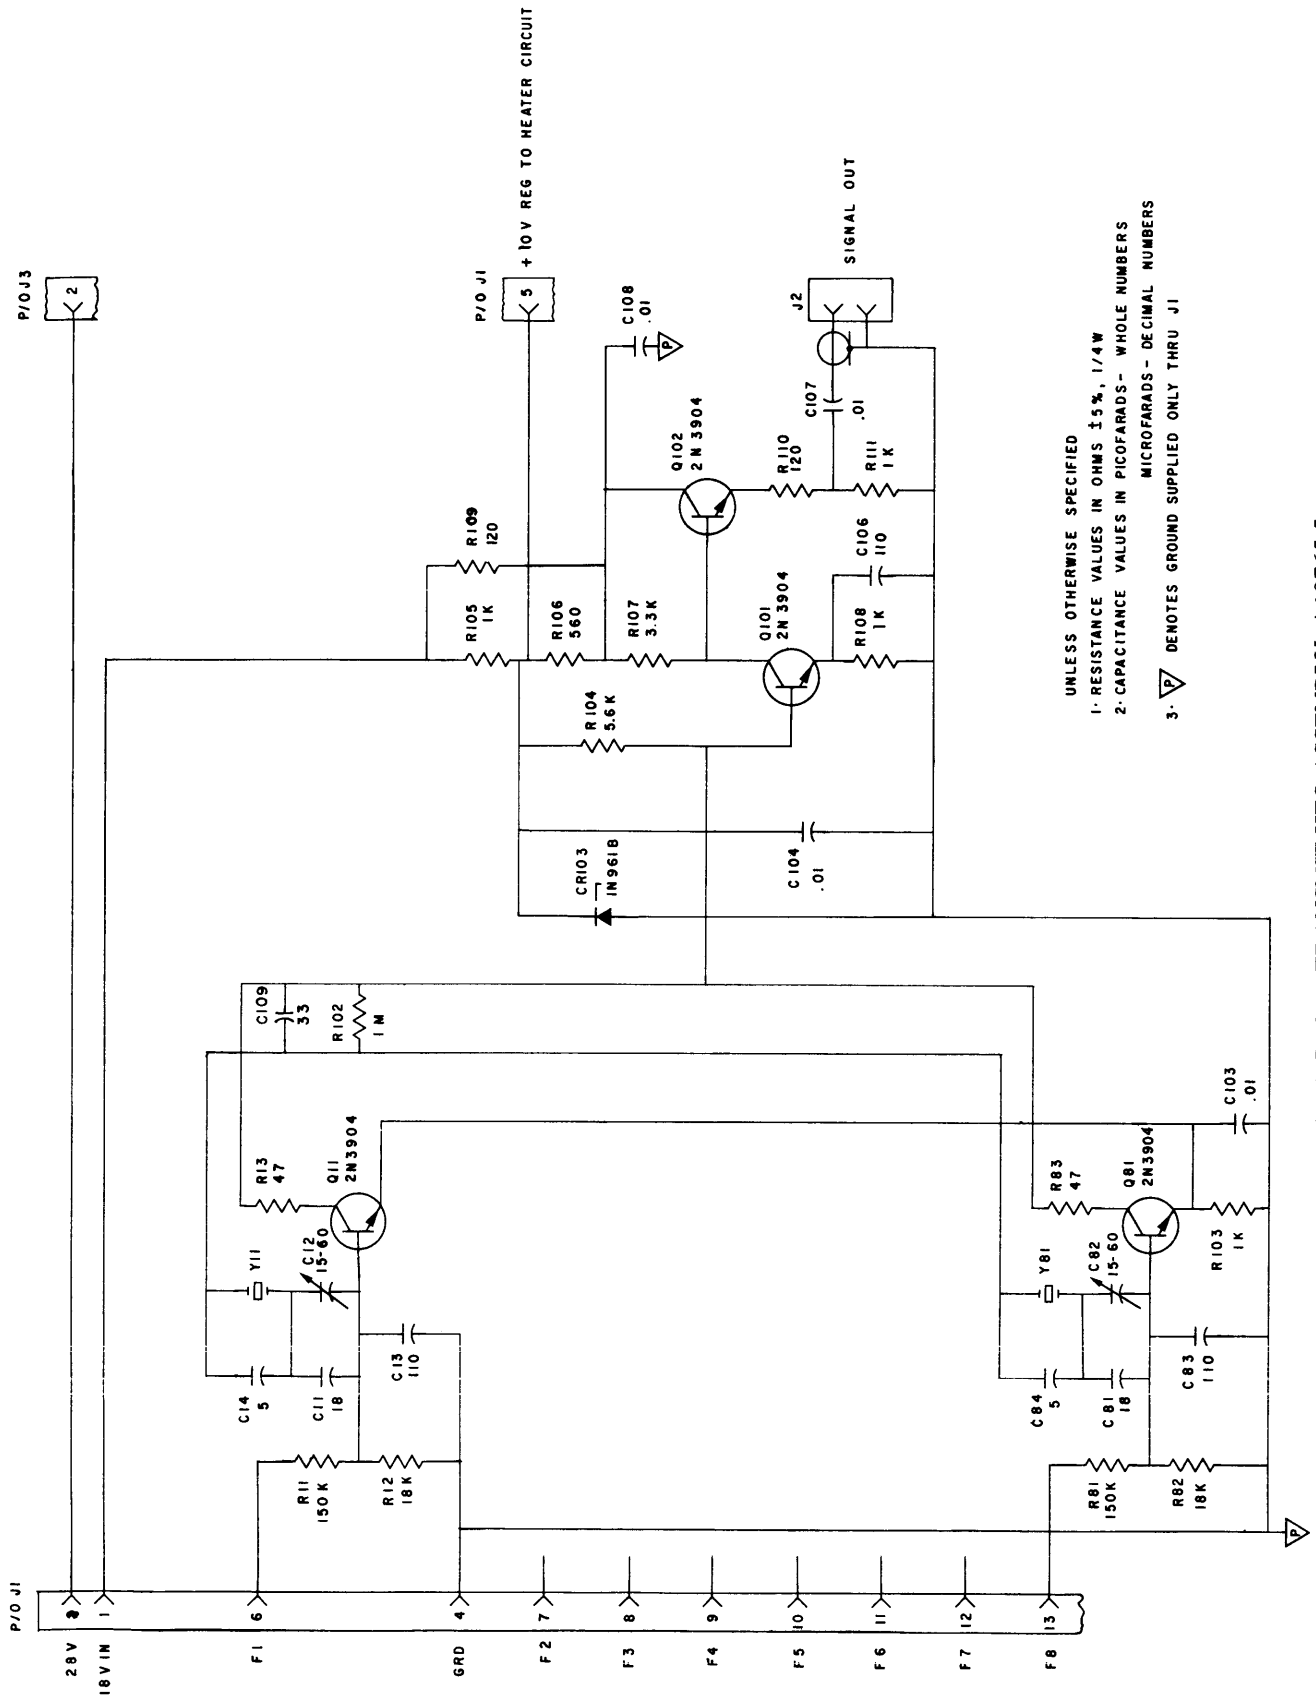 P/O J3
2
P/O J1
5
+10V REG TO HEATER CIRCUIT
C108
.01
P
R109
120
R105
1K
R106
560
R107
3.3K
R104
5.6K
Q102
2N3904
Q101
2N3904
R110
120
R111
1K
R108
1K
C106
110
C107
.01
J2
SIGNAL OUT
CR103
1N961B
C104
.01
C109
33
R102
1M
R13
47
Q11
2N3904
Y11
C12
15-60
C14
5
C11
18
C13
110
R11
150K
R12
18K
R83
47
Q81
2N3904
Y81
C82
15-60
C84
5
C81
18
C83
110
R81
150K
R82
18K
R103
1K
C103
.01
P
P/O J1
28V
18V IN 1
F1 6
GRD 4
F2 7
F3 8
F4 9
F5 10
F6 11
F7 12
F8 13
UNLESS OTHERWISE SPECIFIED
1. RESISTANCE VALUES IN OHMS ±5%, 1/4W
2. CAPACITANCE VALUES IN PICOFARADS - WHOLE NUMBERS
MICROFARADS - DECIMAL NUMBERS
3. P DENOTES GROUND SUPPLIED ONLY THRU J1